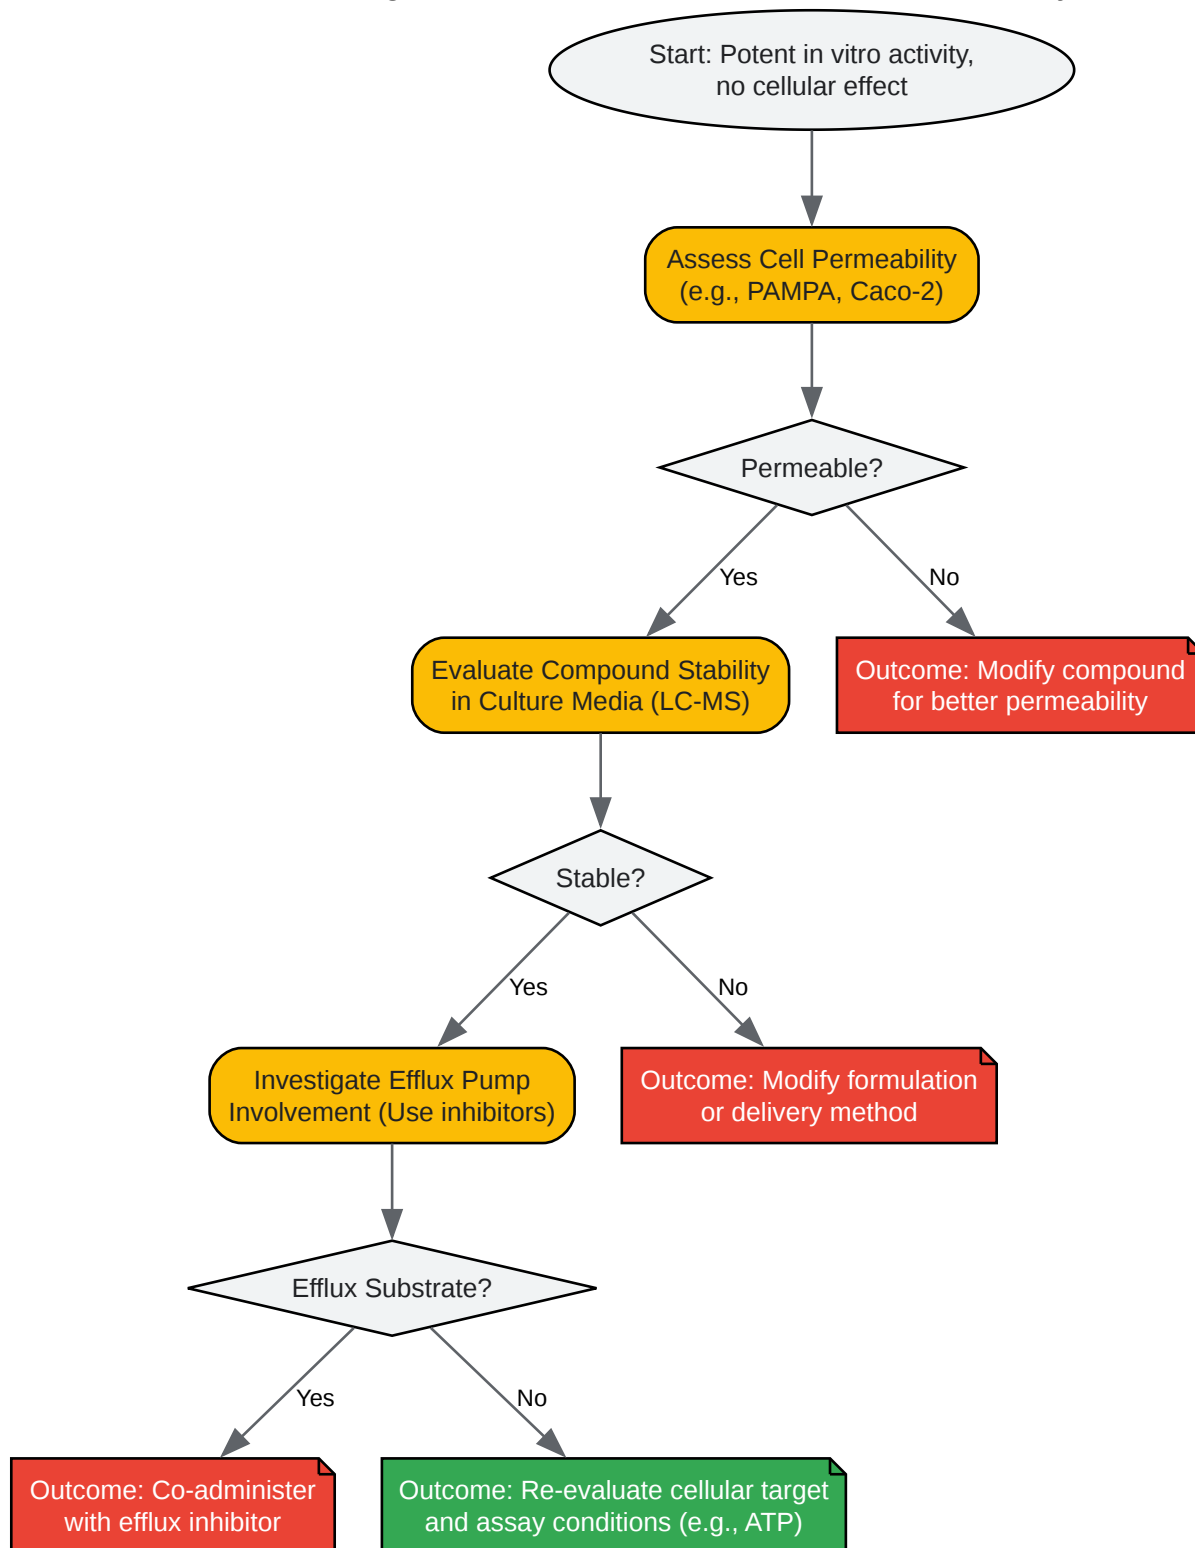 Start: Potent in vitro activity,
no cellular effect
Assess Cell Permeability
(e.g., PAMPA, Caco-2)
Permeable?
Yes
No
Evaluate Compound Stability
in Culture Media (LC-MS)
Outcome: Modify compound
for better permeability
Stable?
Yes
No
Investigate Efflux Pump
Involvement (Use inhibitors)
Outcome: Modify formulation
or delivery method
Efflux Substrate?
Yes
No
Outcome: Co-administer
with efflux inhibitor
Outcome: Re-evaluate cellular target
and assay conditions (e.g., ATP)